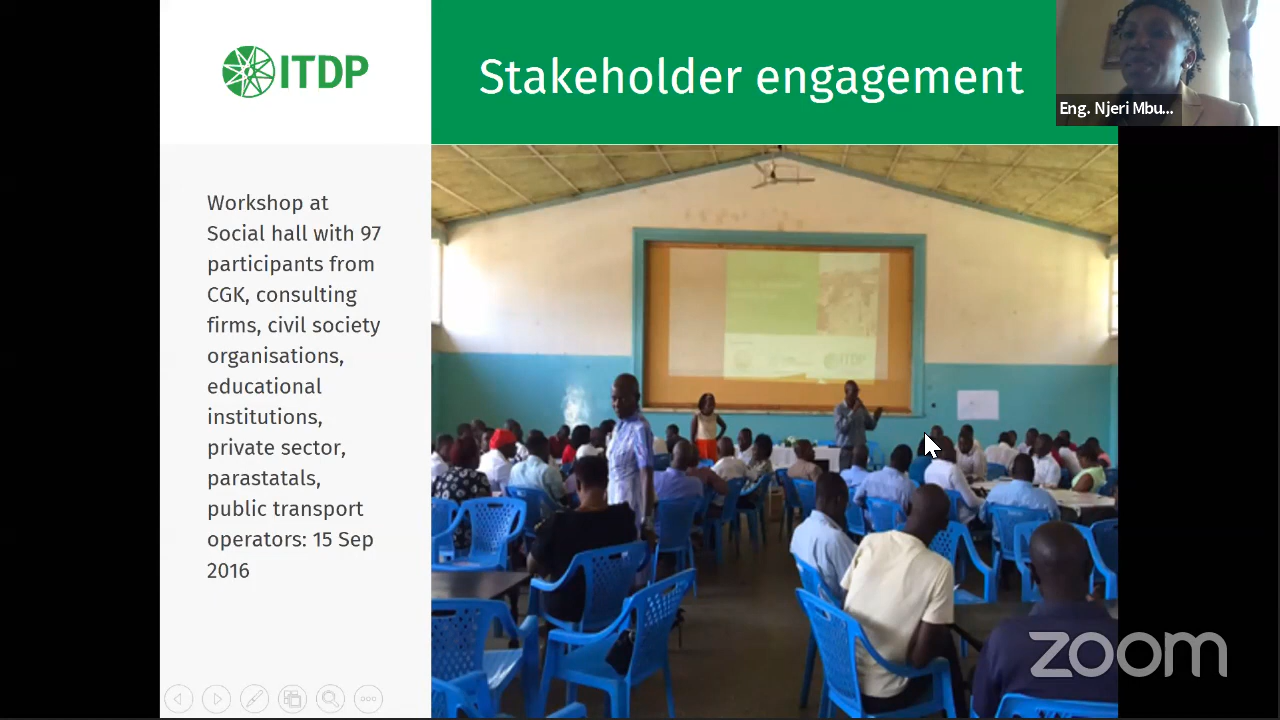 ITDP
Stakeholder engagement
Eng. Njeri Mbu...
Workshop at
Social hall with 97
participants from
CGK, consulting
firms, civil society
organisations,
educational
institutions,
private sector,
parastatals,
public transport
operators: 15 Sep
2016
ITDP
zoom